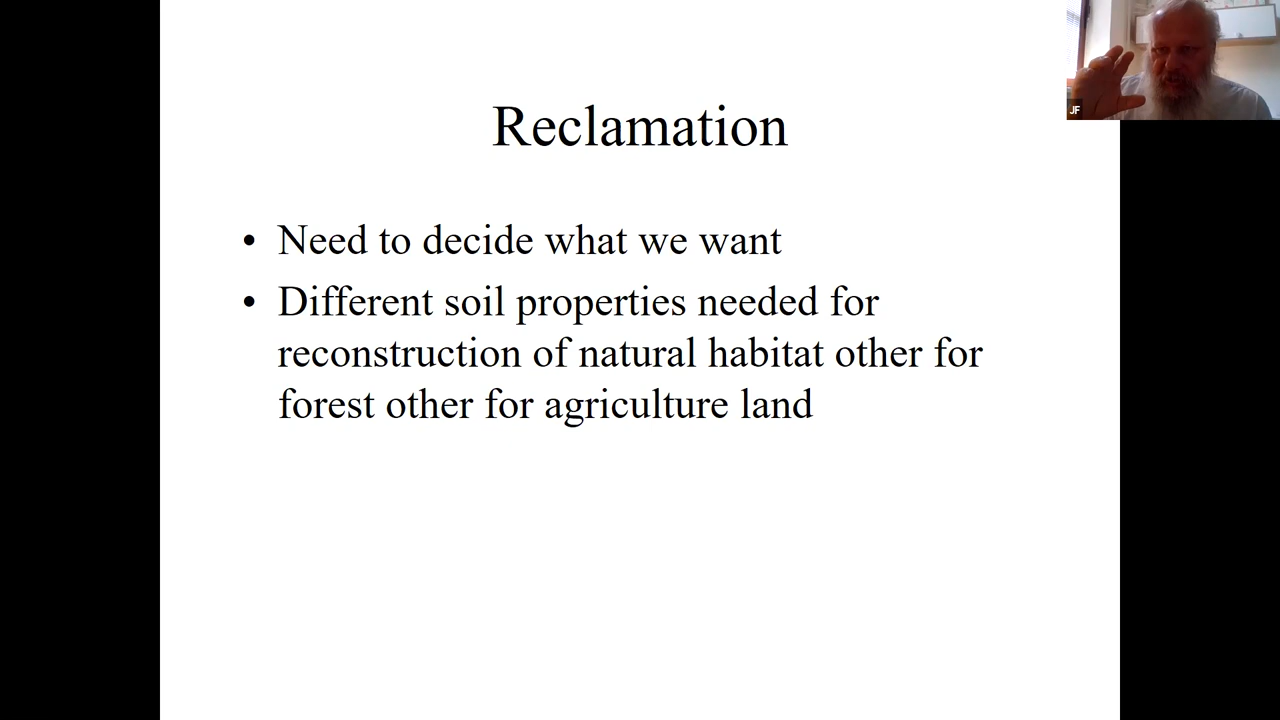 Reclamation
• Need to decide what we want
• Different soil properties needed for
reconstruction of natural habitat other for
forest other for agriculture land
JF